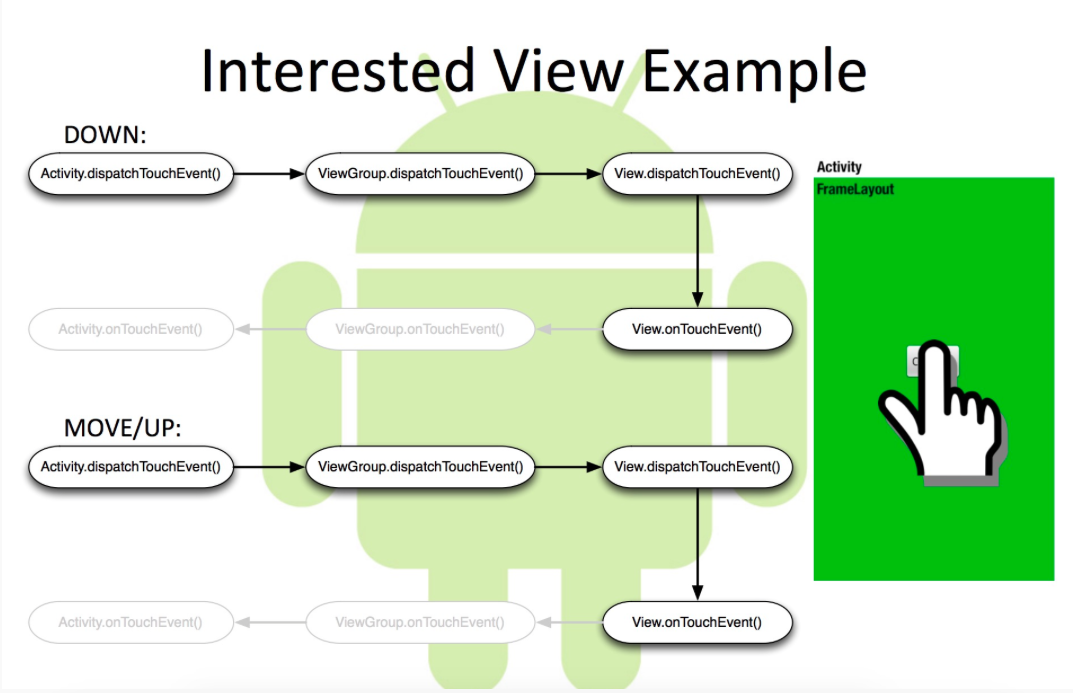 Interested View Example
DOWN:
Activity.dispatchTouchEvent()
ViewGroup.dispatchTouchEvent()
View.dispatchTouchEvent()
Activity
FrameLayout
Activity.onTouchEvent()
ViewGroup.onTouchEvent()
View.onTouchEvent()
MOVE/UP:
Activity.dispatchTouchEvent()
ViewGroup.dispatchTouchEvent()
View.dispatchTouchEvent()
Activity.onTouchEvent()
ViewGroup.onTouchEvent()
View.onTouchEvent()